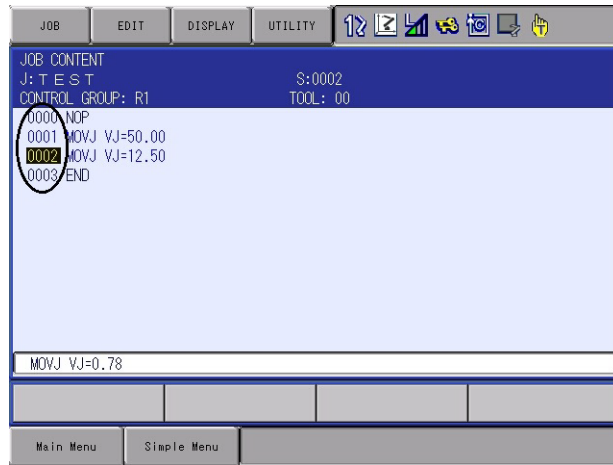 JOB EDIT DISPLAY UTILITY
JOB CONTENT
J:TEST S:0002
CONTROL GROUP: R1 TOOL: 00
0000 NOP
0001 MOVJ VJ=50.00
0002 MOVJ VJ=12.50
0003 END
MOVJ VJ=0.78
Main Menu Simple Menu